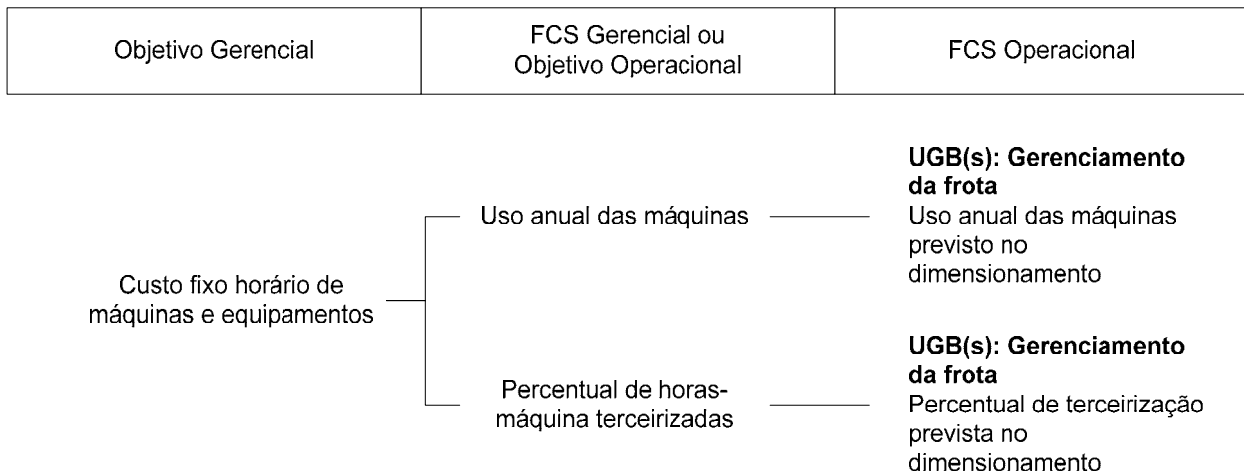 Objetivo Gerencial
FCS Gerencial ou
Objetivo Operacional
FCS Operacional
UGB(s): Gerenciamento
da frota
Uso anual das máquinas
Uso anual das máquinas
previsto no
dimensionamento
Custo fixo horário de
máquinas e equipamentos
UGB(s): Gerenciamento
da frota
Percentual de horas-
máquina terceirizadas
Percentual de terceirização
prevista no
dimensionamento